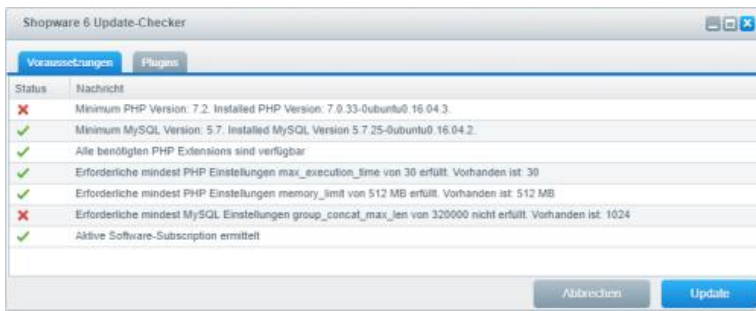 Shopware 6 Update-Checker
Voraussetzungen Plugins
Status Nachricht
Minimum PHP Version: 7.2. Installed PHP Version: 7.0.33-0ubuntu0.16.04.3.
Minimum MySQL Version: 5.7. Installed MySQL Version 5.7.25-0ubuntu0.16.04.2.
Alle benötigten PHP Extensions sind verfügbar
Erforderliche mindest PHP Einstellungen max_execution_time von 30 erfüllt. Vorhanden ist: 30
Erforderliche mindest PHP Einstellungen memory_limit von 512 MB erfüllt. Vorhanden ist: 512 MB
Erforderliche mindest MySQL Einstellungen group_concat_max_len von 320000 nicht erfüllt. Vorhanden ist: 1024
Aktive Software-Subscription ermittelt
Abbrechen Update